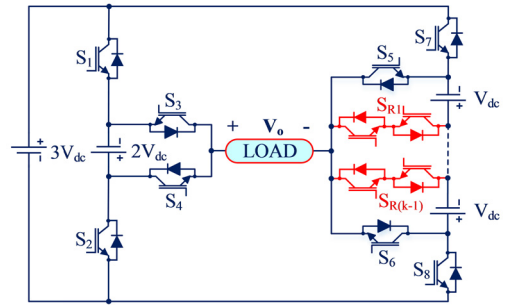 S1
S7
S5
S3
SR1
Vdc
+ Vo -
3Vdc
2Vdc
LOAD
S4
SR(k-1)
Vdc
S2
S6
S8